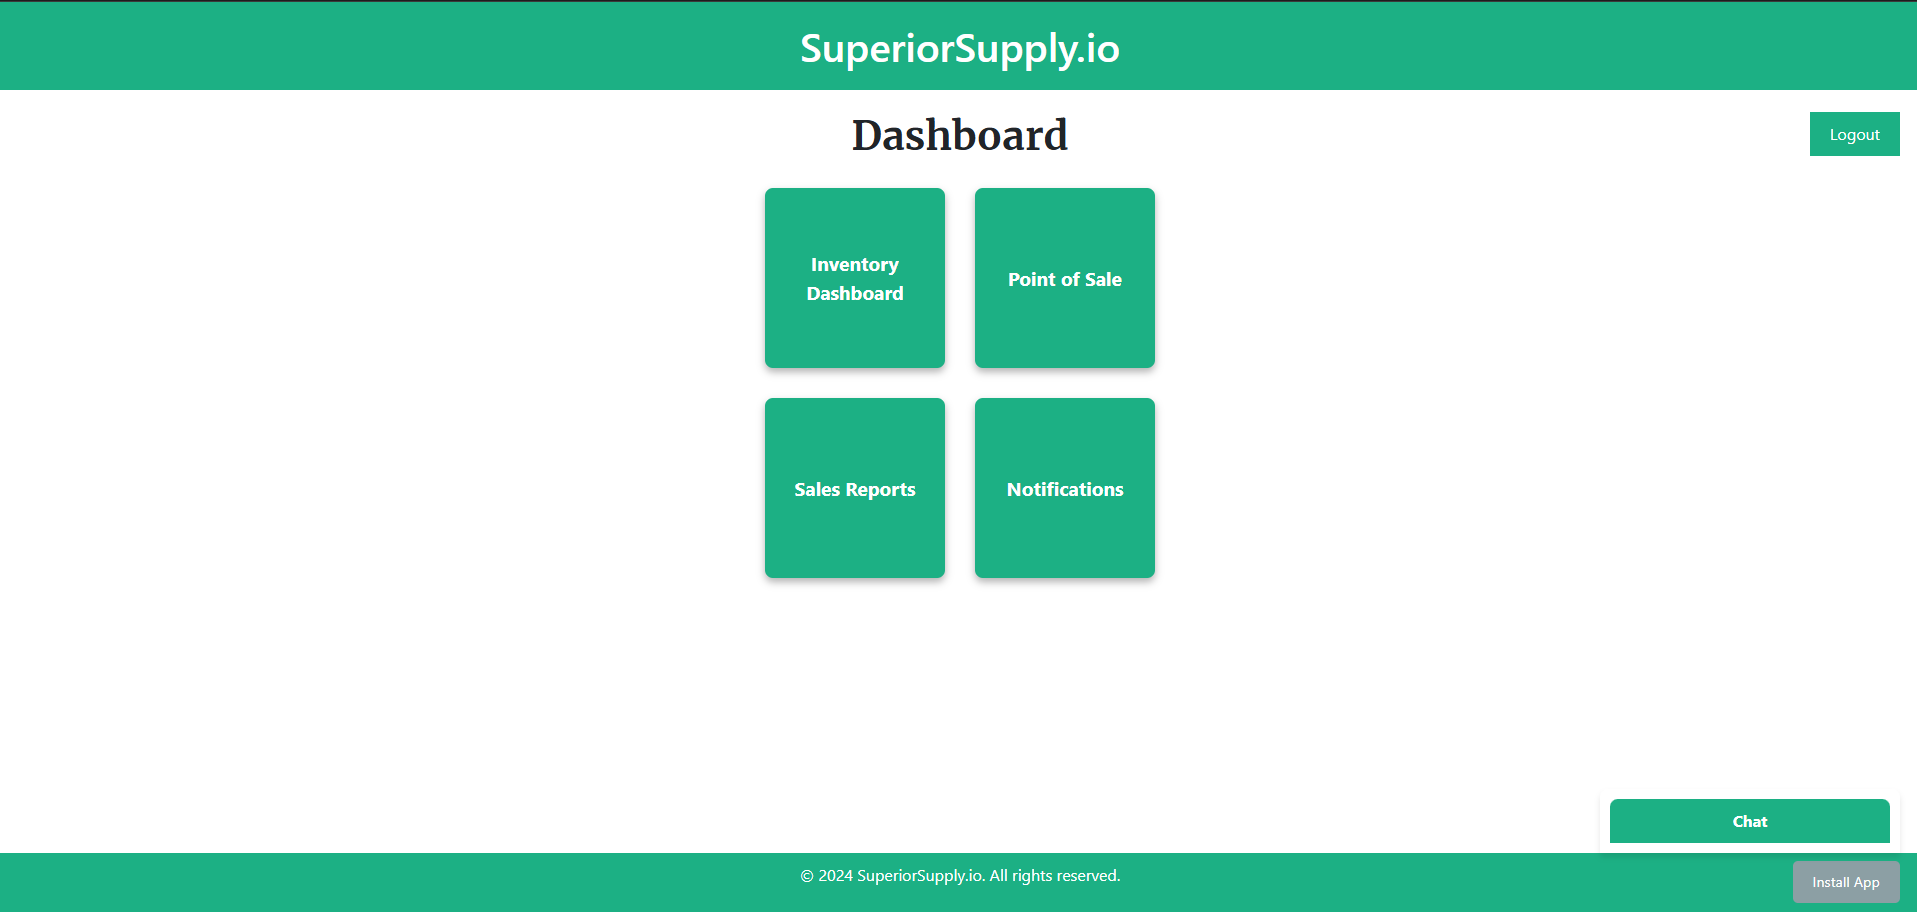 SuperiorSupply.io
Dashboard
Logout
Inventory
Dashboard
Point of Sale
Sales Reports
Notifications
Chat
© 2024 SuperiorSupply.io. All rights reserved.
Install App